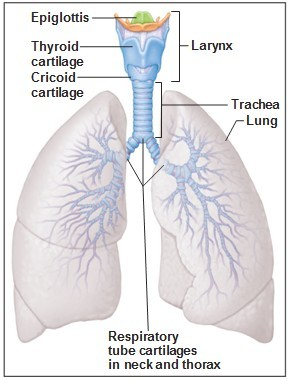 Epiglottis
Thyroid
cartilage
Larynx
Cricoid
cartilage
Trachea
Lung
Respiratory
tube cartilages
in neck and thorax